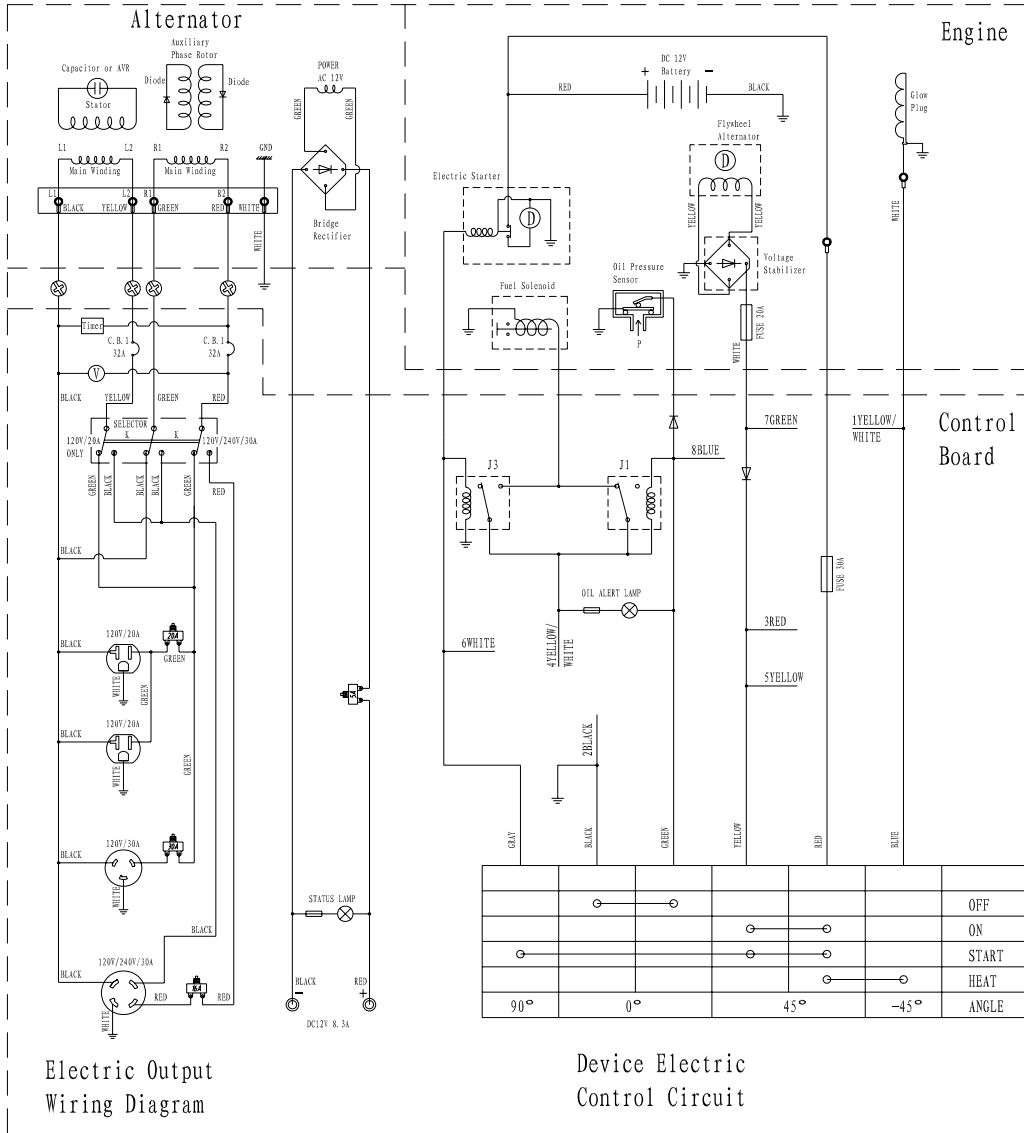 Alternator
Engine
Auxiliary
Phase Rotor
Capacitor or AVR
Stator
Diode
Diode
POWER
AC 12V
GREEN
GREEN
DC 12V
Battery
+
−
RED
BLACK
Glow
Plug
Flywheel
Alternator
D
L1
L2
R1
R2
GND
Main Winding
Main Winding
L1
L2
R1
R2
BLACK
YELLOW
GREEN
RED
WHITE
WHITE
Bridge
Rectifier
Electric Starter
D
YELLOW
YELLOW
WHITE
Voltage
Stabilizer
Oil Pressure
Sensor
Fuel Solenoid
P
FUSE 20A
WHITE
Timer
C.B.1
32A
C.B.1
32A
V
BLACK
YELLOW
GREEN
RED
SELECTOR
K
K
120V/20A
ONLY
120V/240V/30A
GREEN
BLACK
BLACK
BLACK
GREEN
RED
Control
Board
7GREEN
1YELLOW/
WHITE
8BLUE
J3
J1
BLACK
FUSE 30A
OIL ALERT LAMP
120V/20A
20A
BLACK
GREEN
WHITE
GREEN
6WHITE
4YELLOW/
WHITE
3RED
5YELLOW
5A
120V/20A
BLACK
WHITE
GREEN
2BLACK
120V/30A
30A
BLACK
WHITE
GRAY
BLACK
GREEN
YELLOW
RED
BLUE
STATUS LAMP
BLACK
120V/240V/30A
16A
BLACK
RED
RED
WHITE
BLACK
−
RED
+
DC12V 8.3A
OFF
ON
START
HEAT
90° 0° 45° −45° ANGLE
Electric Output
Wiring Diagram
Device Electric
Control Circuit